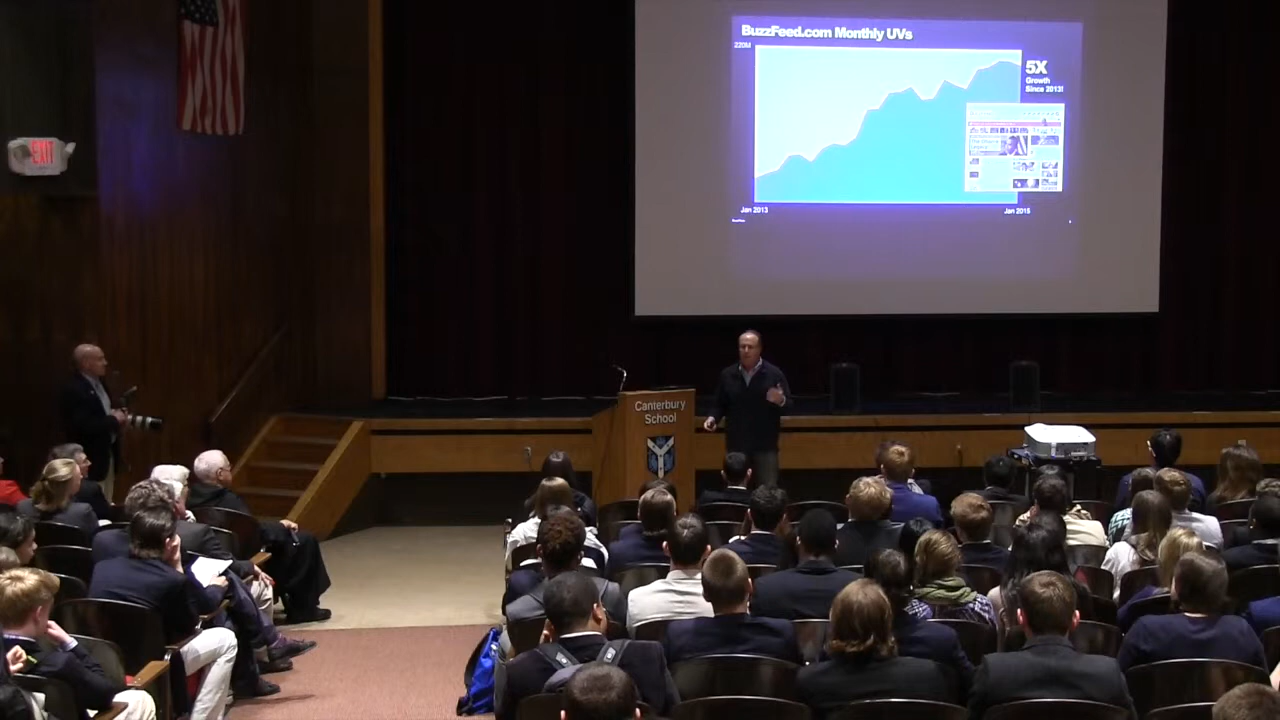 BuzzFeed.com Monthly UVs
220M
5X
Growth
Since 2013!
Jan 2013
Jan 2015
EXIT
Canterbury
School